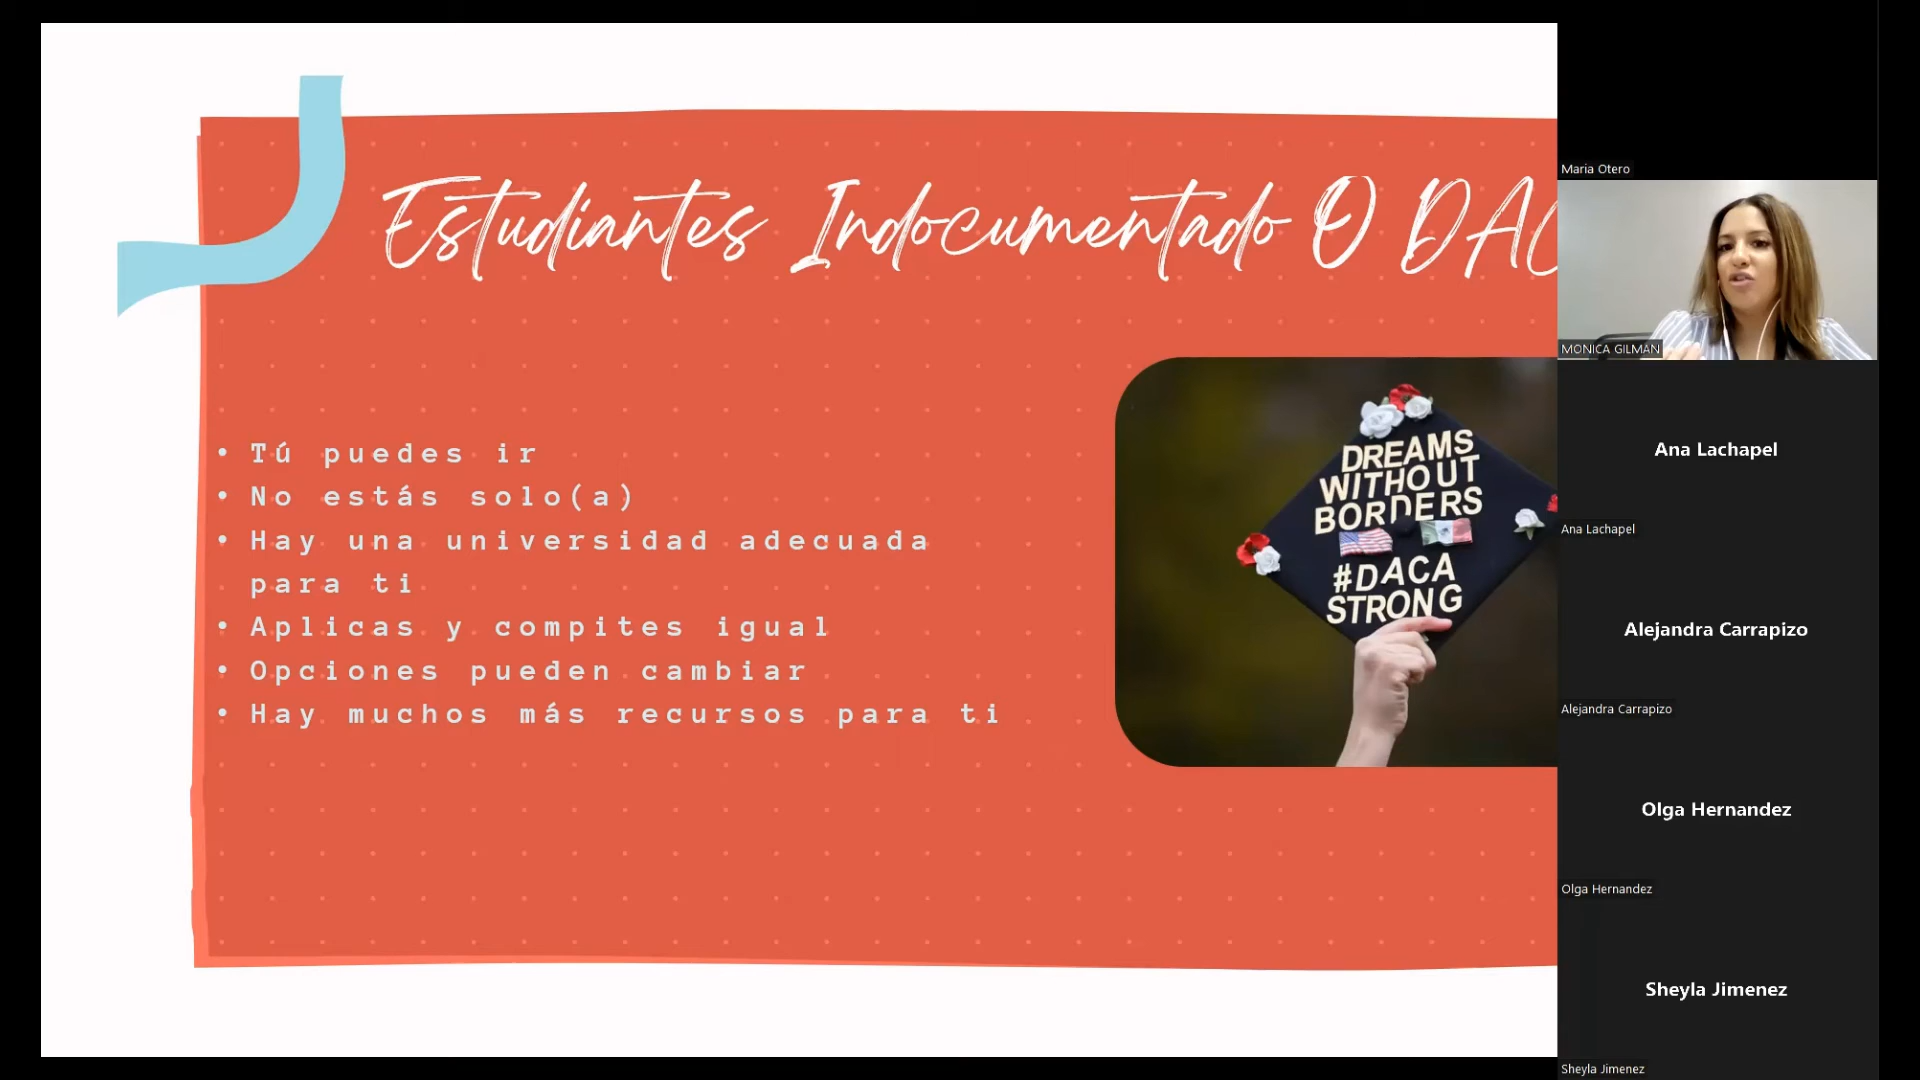 Estudiantes Indocumentado O DAC
Tú puedes ir
No estás solo(a)
Hay una universidad adecuada
para ti
Aplicas y compites igual
Opciones pueden cambiar
Hay muchos más recursos para ti
DREAMS
WITHOUT
BORDERS
#DACA
STRONG
Maria Otero
MONICA GILMAN
Ana Lachapel
Ana Lachapel
Alejandra Carrapizo
Alejandra Carrapizo
Olga Hernandez
Olga Hernandez
Sheyla Jimenez
Sheyla Jimenez